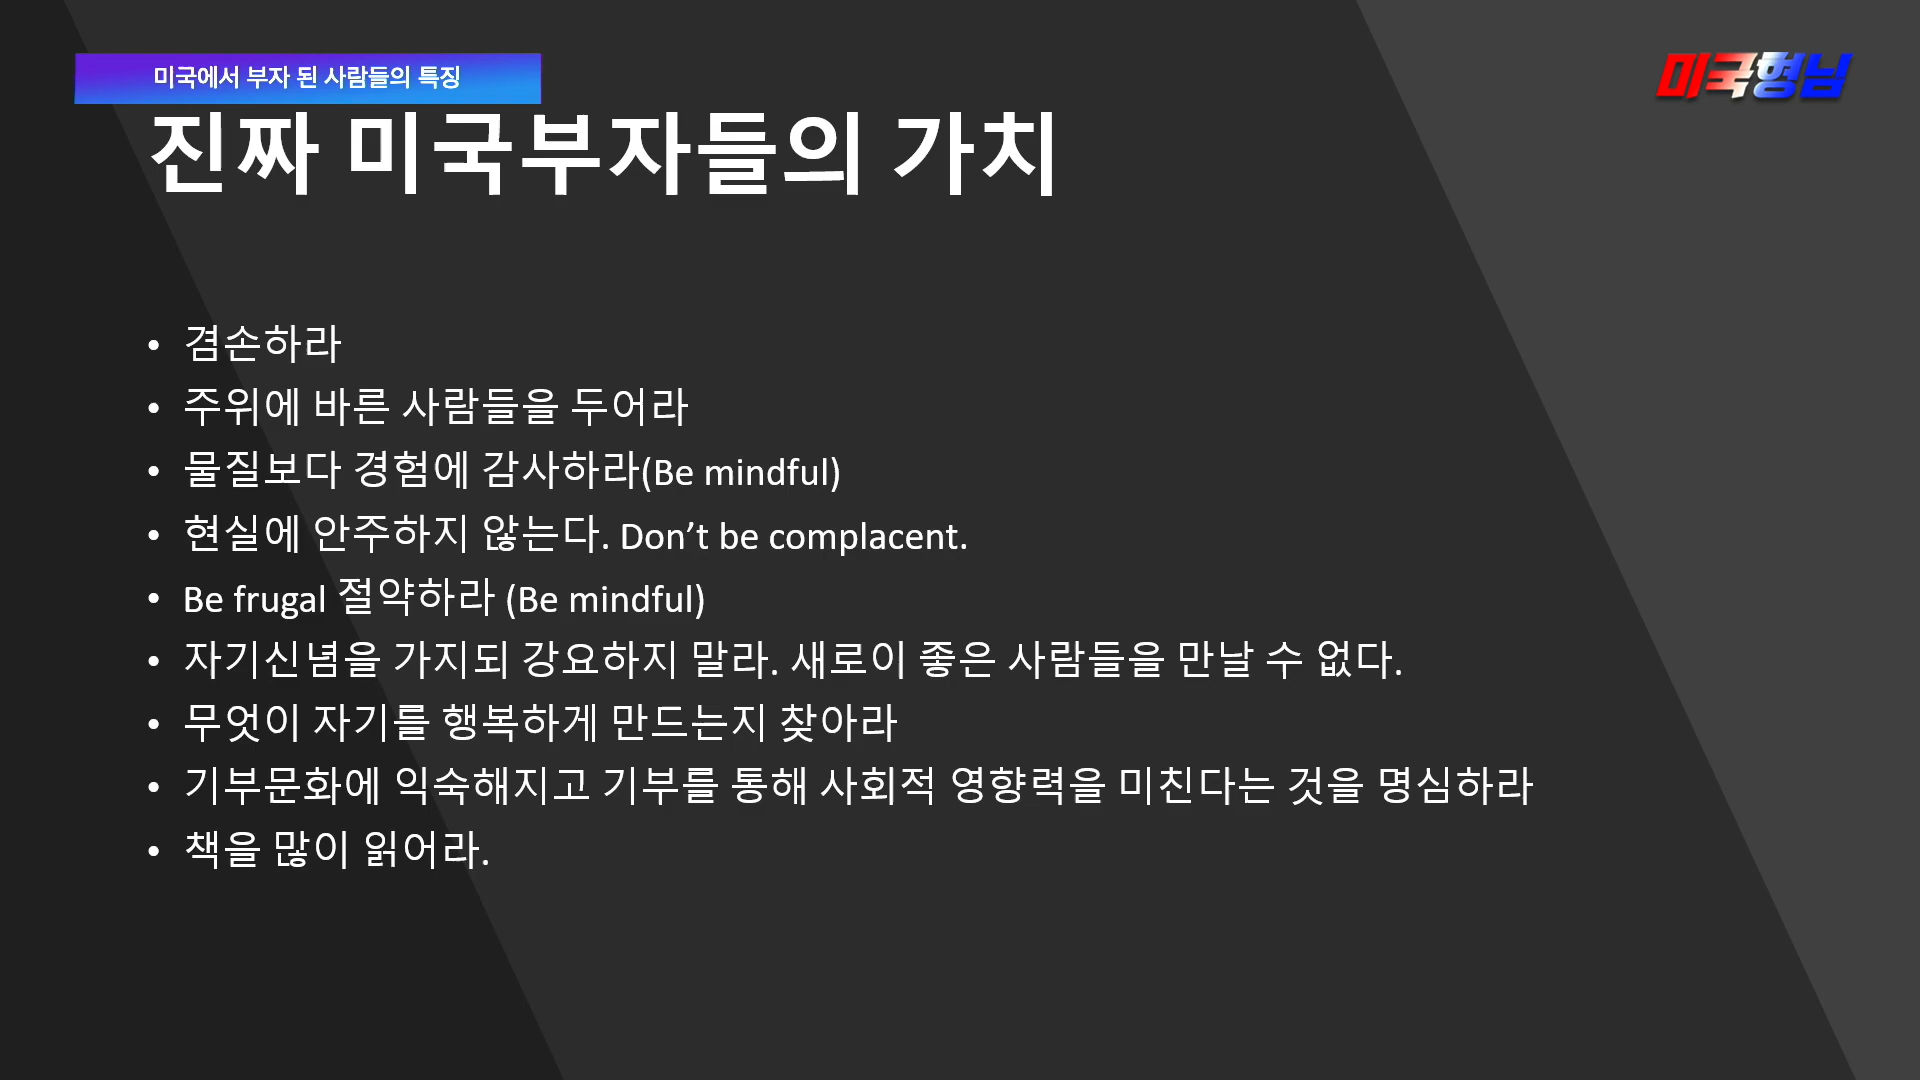 미국에서 부자 된 사람들의 특징
미국형님
진짜 미국부자들의 가치
• 겸손하라
• 주위에 바른 사람들을 두어라
• 물질보다 경험에 감사하라(Be mindful)
• 현실에 안주하지 않는다. Don’t be complacent.
• Be frugal 절약하라 (Be mindful)
• 자기신념을 가지되 강요하지 말라. 새로이 좋은 사람들을 만날 수 없다.
• 무엇이 자기를 행복하게 만드는지 찾아라
• 기부문화에 익숙해지고 기부를 통해 사회적 영향력을 미친다는 것을 명심하라
• 책을 많이 읽어라.